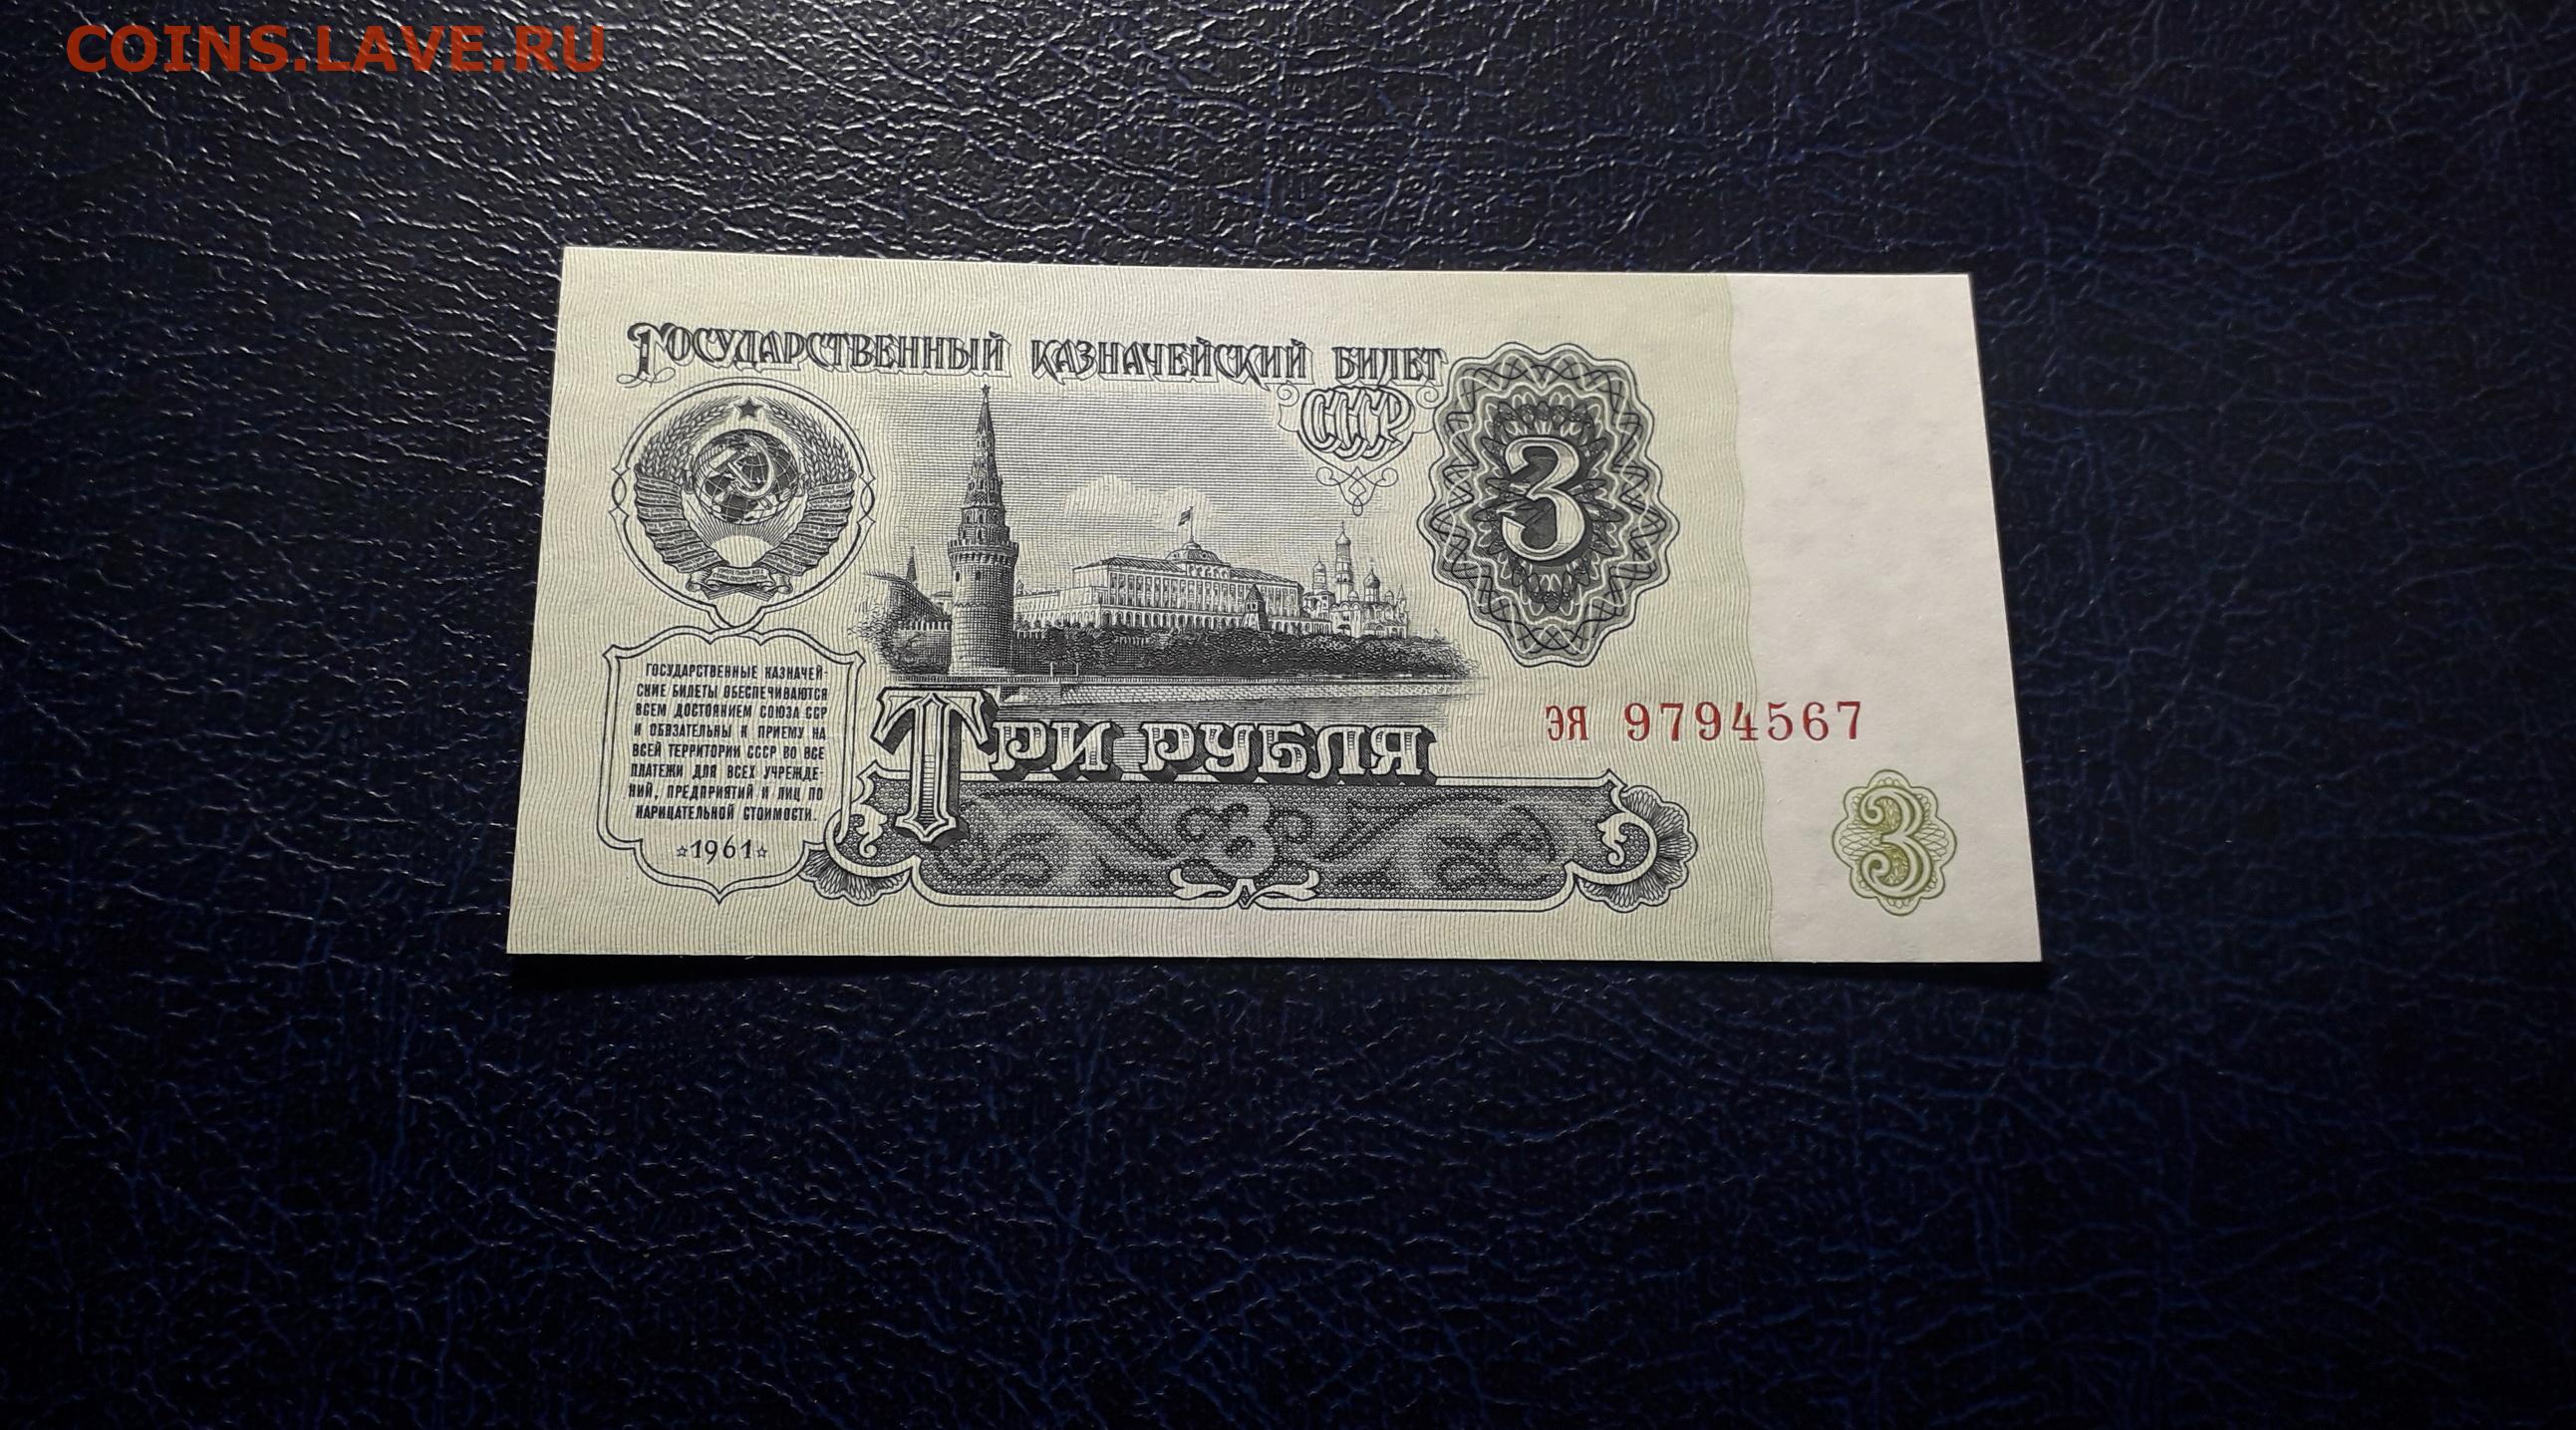 COINS.LAVE.RU
ГОСУДАРСТВЕННЫЙ КАЗНАЧЕЙСКИЙ БИЛЕТ
СССР
3
ГОСУДАРСТВЕННЫЕ КАЗНАЧЕЙ-
СКИЕ БИЛЕТЫ ОБЕСПЕЧИВАЮТСЯ
ВСЕМ ДОСТОЯНИЕМ СОЮЗА ССР
И ОБЯЗАТЕЛЬНЫ К ПРИЕМУ НА
ВСЕЙ ТЕРРИТОРИИ СССР ВО ВСЕ
ПЛАТЕЖИ ДЛЯ ВСЕХ УЧРЕЖДЕ-
НИЙ, ПРЕДПРИЯТИЙ И ЛИЦ ПО
НАРИЦАТЕЛЬНОЙ СТОИМОСТИ.
☆1961☆
ТРИ РУБЛЯ
ЭЯ 9794567
3
3